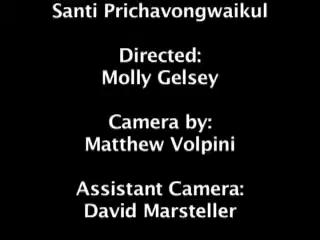 Santi Prichavongwaikul
Directed:
Molly Gelsey
Camera by:
Matthew Volpini
Assistant Camera:
David Marsteller